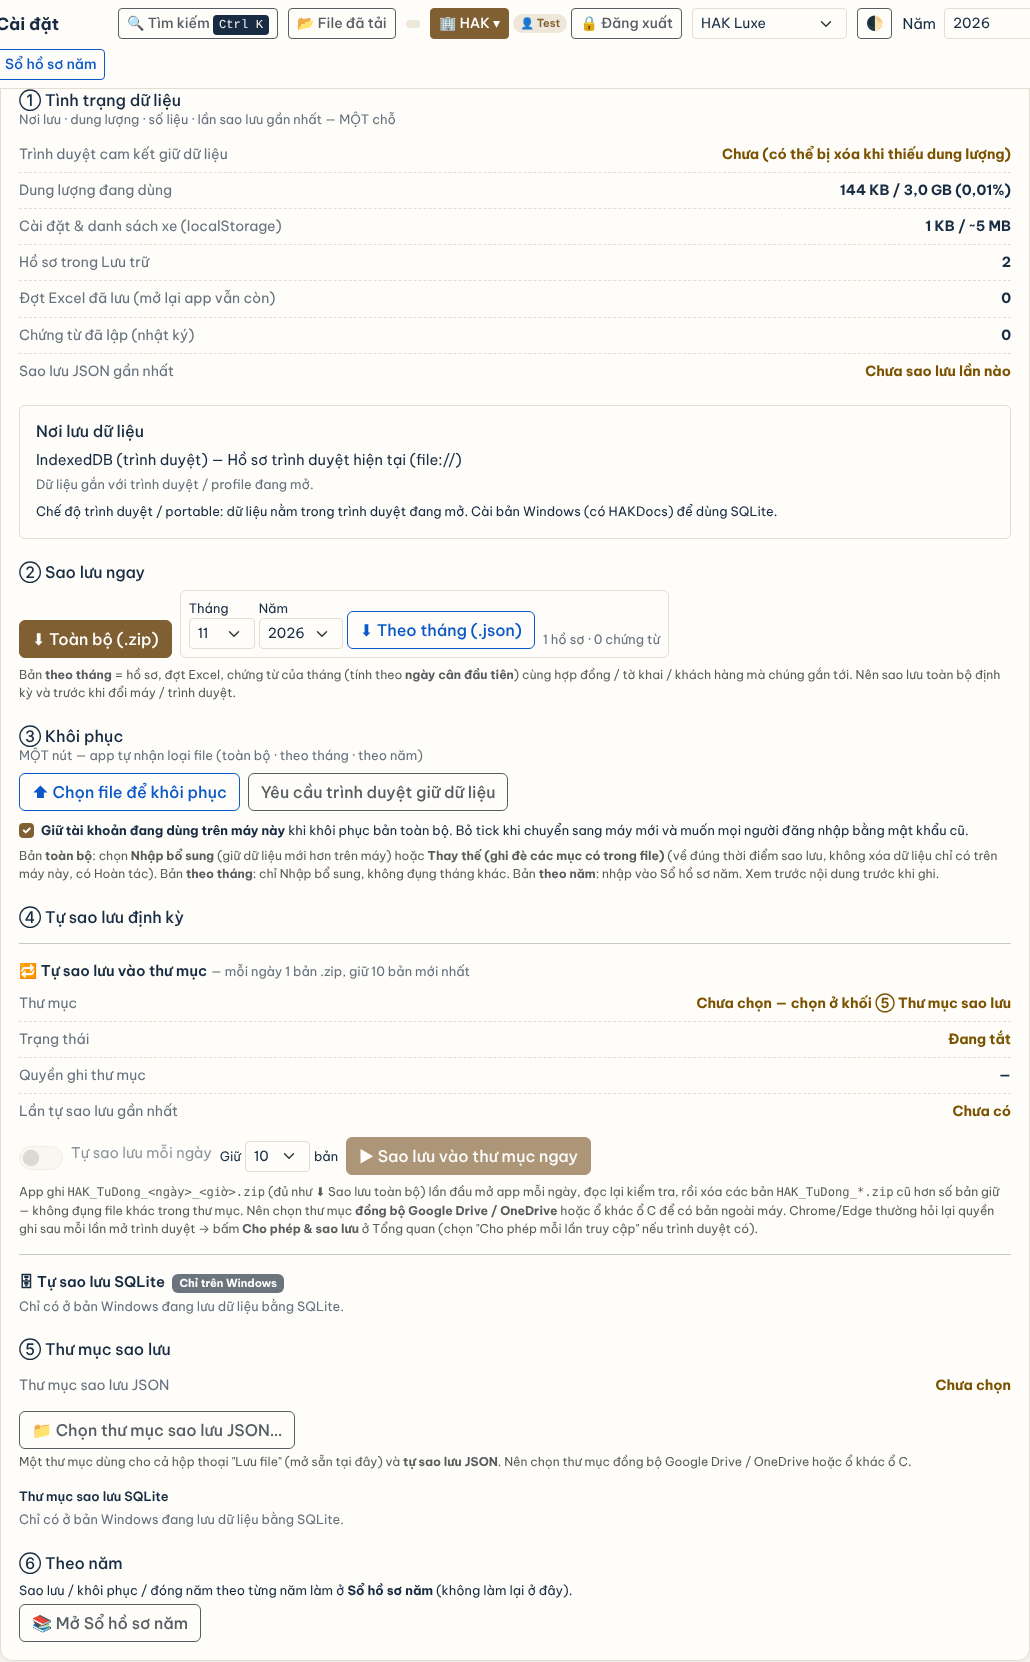 Cài đặt
🔍 Tìm kiếm Ctrl K
📂 File đã tải
🏢 HAK ▾
👤 Test
🔒 Đăng xuất
HAK Luxe
Năm 2026
Sổ hồ sơ năm
① Tình trạng dữ liệu
Nơi lưu · dung lượng · số liệu · lần sao lưu gần nhất — MỘT chỗ
Trình duyệt cam kết giữ dữ liệu Chưa (có thể bị xóa khi thiếu dung lượng)
Dung lượng đang dùng 144 KB / 3,0 GB (0,01%)
Cài đặt & danh sách xe (localStorage) 1 KB / ~5 MB
Hồ sơ trong Lưu trữ 2
Đợt Excel đã lưu (mở lại app vẫn còn) 0
Chứng từ đã lập (nhật ký) 0
Sao lưu JSON gần nhất Chưa sao lưu lần nào
Nơi lưu dữ liệu
IndexedDB (trình duyệt) — Hồ sơ trình duyệt hiện tại (file://)
Dữ liệu gắn với trình duyệt / profile đang mở.
Chế độ trình duyệt / portable: dữ liệu nằm trong trình duyệt đang mở. Cài bản Windows (có HAKDocs) để dùng SQLite.
② Sao lưu ngay
Tháng Năm
⬇ Toàn bộ (.zip) 11 2026 ⬇ Theo tháng (.json) 1 hồ sơ · 0 chứng từ
Bản theo tháng = hồ sơ, đợt Excel, chứng từ của tháng (tính theo ngày cân đầu tiên) cùng hợp đồng / tờ khai / khách hàng mà chúng gắn tới. Nên sao lưu toàn bộ định
kỳ và trước khi đổi máy / trình duyệt.
③ Khôi phục
MỘT nút — app tự nhận loại file (toàn bộ · theo tháng · theo năm)
⬆ Chọn file để khôi phục Yêu cầu trình duyệt giữ dữ liệu
Giữ tài khoản đang dùng trên máy này khi khôi phục bản toàn bộ. Bỏ tick khi chuyển sang máy mới và muốn mọi người đăng nhập bằng mật khẩu cũ.
Bản toàn bộ: chọn Nhập bổ sung (giữ dữ liệu mới hơn trên máy) hoặc Thay thế (ghi đè các mục có trong file) (về đúng thời điểm sao lưu, không xóa dữ liệu chỉ có trên
máy này, có Hoàn tác). Bản theo tháng: chỉ Nhập bổ sung, không đụng tháng khác. Bản theo năm: nhập vào Sổ hồ sơ năm. Xem trước nội dung trước khi ghi.
④ Tự sao lưu định kỳ
🔁 Tự sao lưu vào thư mục — mỗi ngày 1 bản .zip, giữ 10 bản mới nhất
Thư mục Chưa chọn — chọn ở khối ⑤ Thư mục sao lưu
Trạng thái Đang tắt
Quyền ghi thư mục —
Lần tự sao lưu gần nhất Chưa có
Tự sao lưu mỗi ngày Giữ 10 bản ▶ Sao lưu vào thư mục ngay
App ghi HAK_TuDong_<ngày>_<giờ>.zip (đủ như ⬇ Sao lưu toàn bộ) lần đầu mở app mỗi ngày, đọc lại kiểm tra, rồi xóa các bản HAK_TuDong_*.zip cũ hơn số bản giữ
— không đụng file khác trong thư mục. Nên chọn thư mục đồng bộ Google Drive / OneDrive hoặc ổ khác ổ C để có bản ngoài máy. Chrome/Edge thường hỏi lại quyền
ghi sau mỗi lần mở trình duyệt → bấm Cho phép & sao lưu ở Tổng quan (chọn "Cho phép mỗi lần truy cập" nếu trình duyệt có).
🗄 Tự sao lưu SQLite Chỉ trên Windows
Chỉ có ở bản Windows đang lưu dữ liệu bằng SQLite.
⑤ Thư mục sao lưu
Thư mục sao lưu JSON Chưa chọn
📁 Chọn thư mục sao lưu JSON...
Một thư mục dùng cho cả hộp thoại "Lưu file" (mở sẵn tại đây) và tự sao lưu JSON. Nên chọn thư mục đồng bộ Google Drive / OneDrive hoặc ổ khác ổ C.
Thư mục sao lưu SQLite
Chỉ có ở bản Windows đang lưu dữ liệu bằng SQLite.
⑥ Theo năm
Sao lưu / khôi phục / đóng năm theo từng năm làm ở Sổ hồ sơ năm (không làm lại ở đây).
📚 Mở Sổ hồ sơ năm